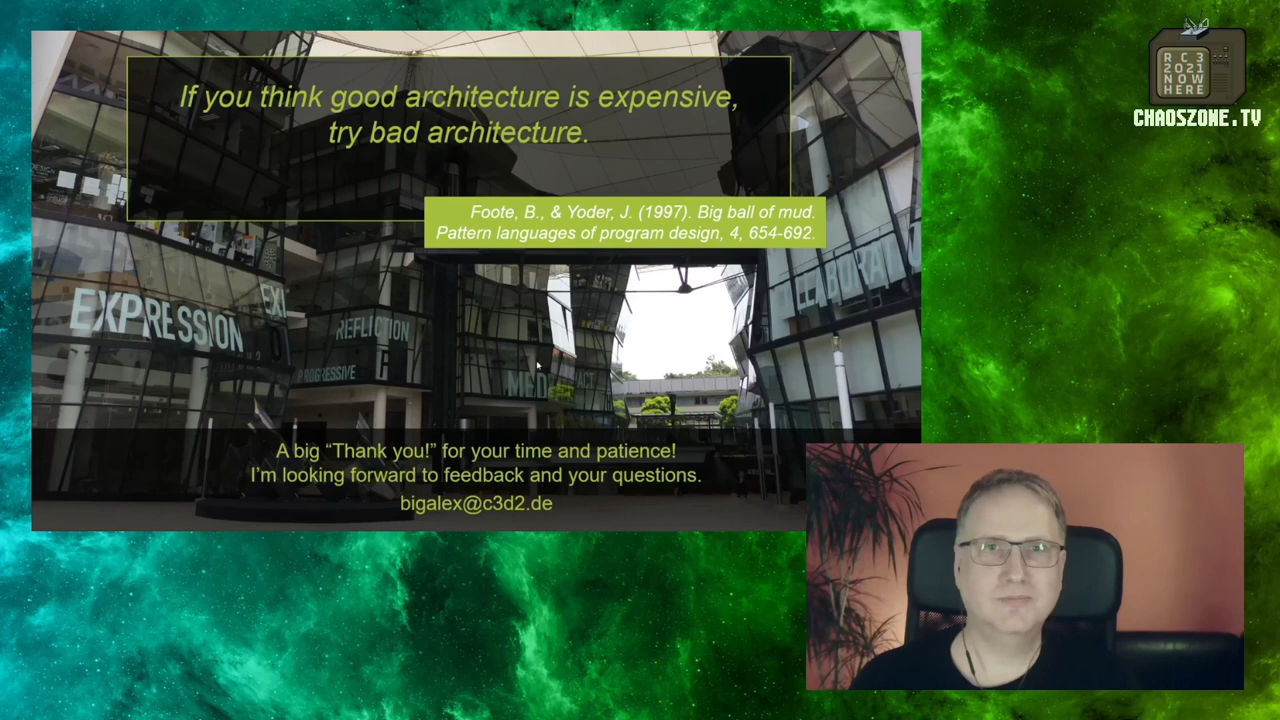 If you think good architecture is expensive,
try bad architecture.
Foote, B., & Yoder, J. (1997). Big ball of mud.
Pattern languages of program design, 4, 654-692.
EXPRESSION
REFLECTION
PROGRESSIVE
A big “Thank you!” for your time and patience!
I’m looking forward to feedback and your questions.
bigalex@c3d2.de
RC3
2021
NOW
HERE
CHAOSZONE.TV